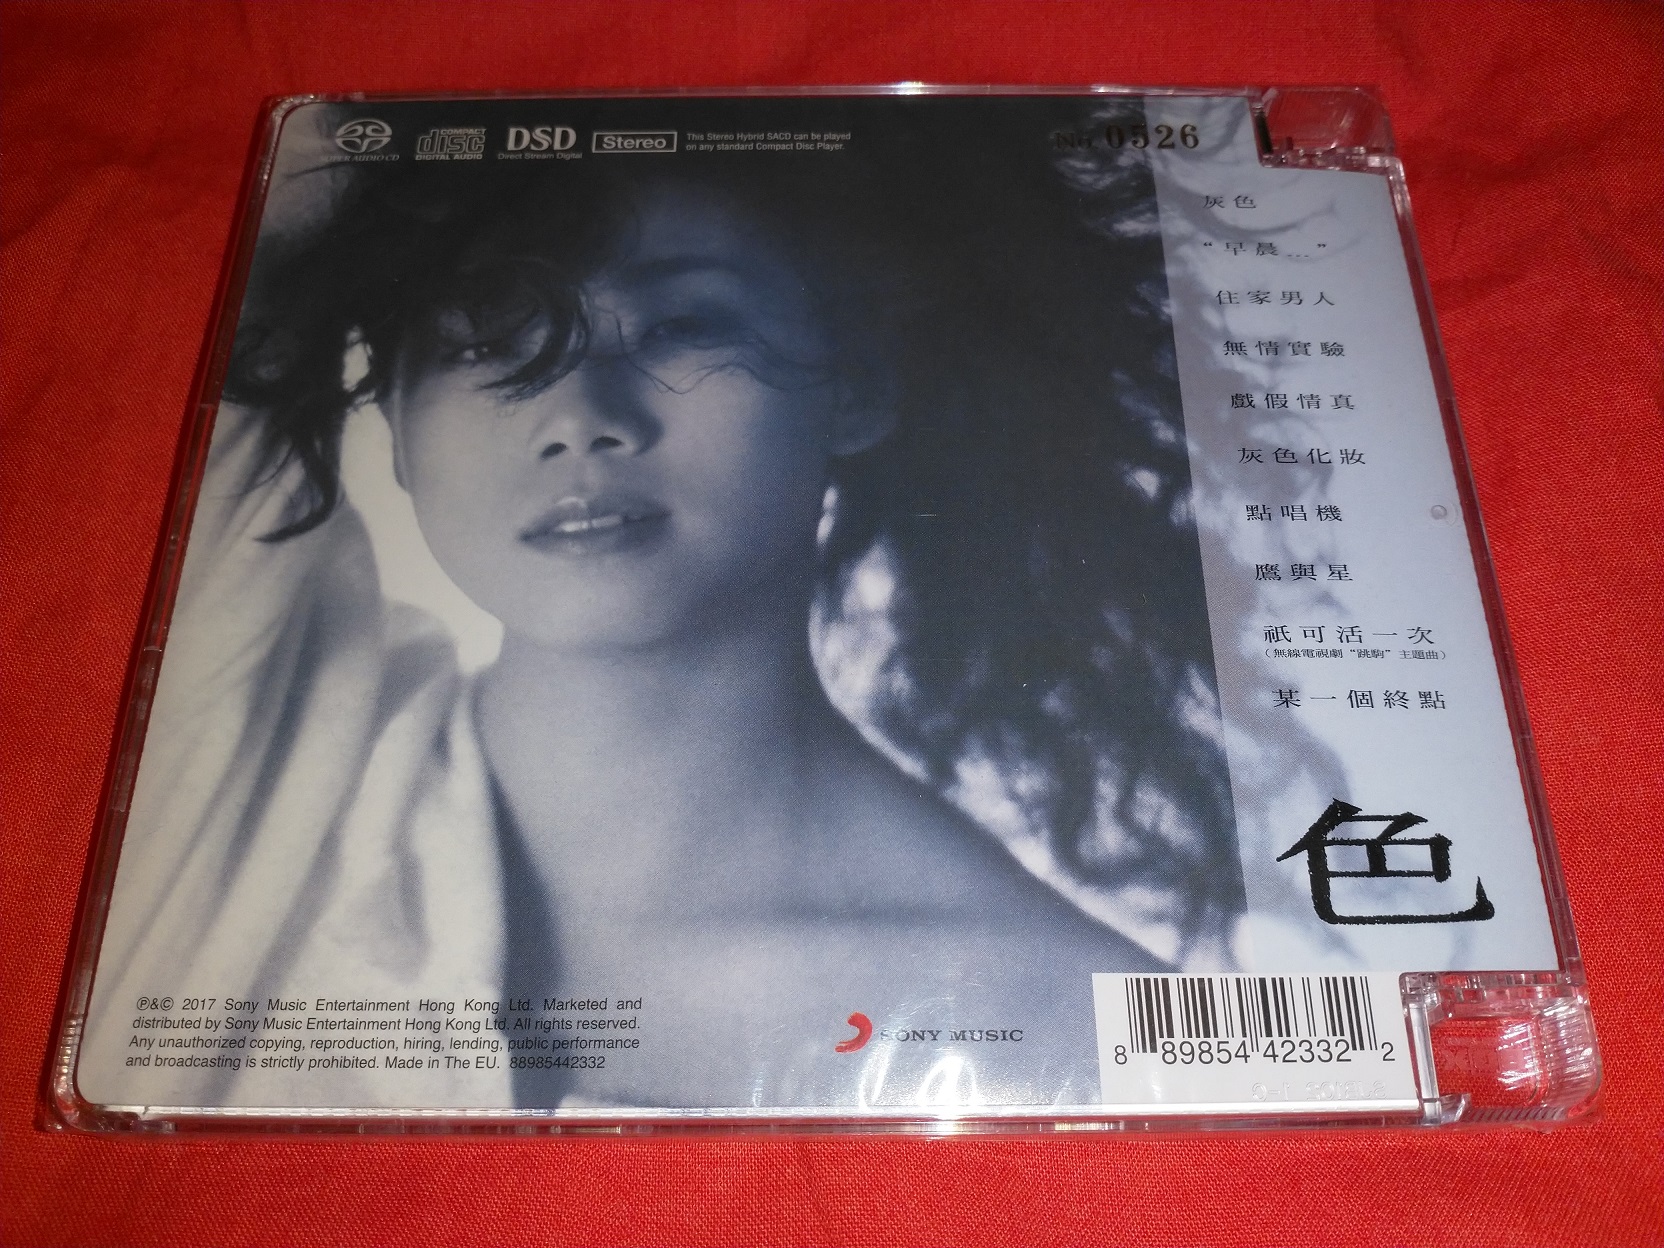 SUPER AUDIO CD
COMPACT
disc
DIGITAL AUDIO
DSD
Direct Stream Digital
Stereo
This Stereo Hybrid SACD can be played
on any standard Compact Disc Player.
No. 0526
灰色
“早晨...”
住家男人
無情實驗
戲假情真
灰色化妝
點唱機
鷹與星
祇可活一次
（無線電視劇“跳駒”主題曲）
某一個終點
色
℗&© 2017 Sony Music Entertainment Hong Kong Ltd. Marketed and
distributed by Sony Music Entertainment Hong Kong Ltd. All rights reserved.
Any unauthorized copying, reproduction, hiring, lending, public performance
and broadcasting is strictly prohibited. Made in The EU. 88985442332
SONY MUSIC
8 89854 42332 2